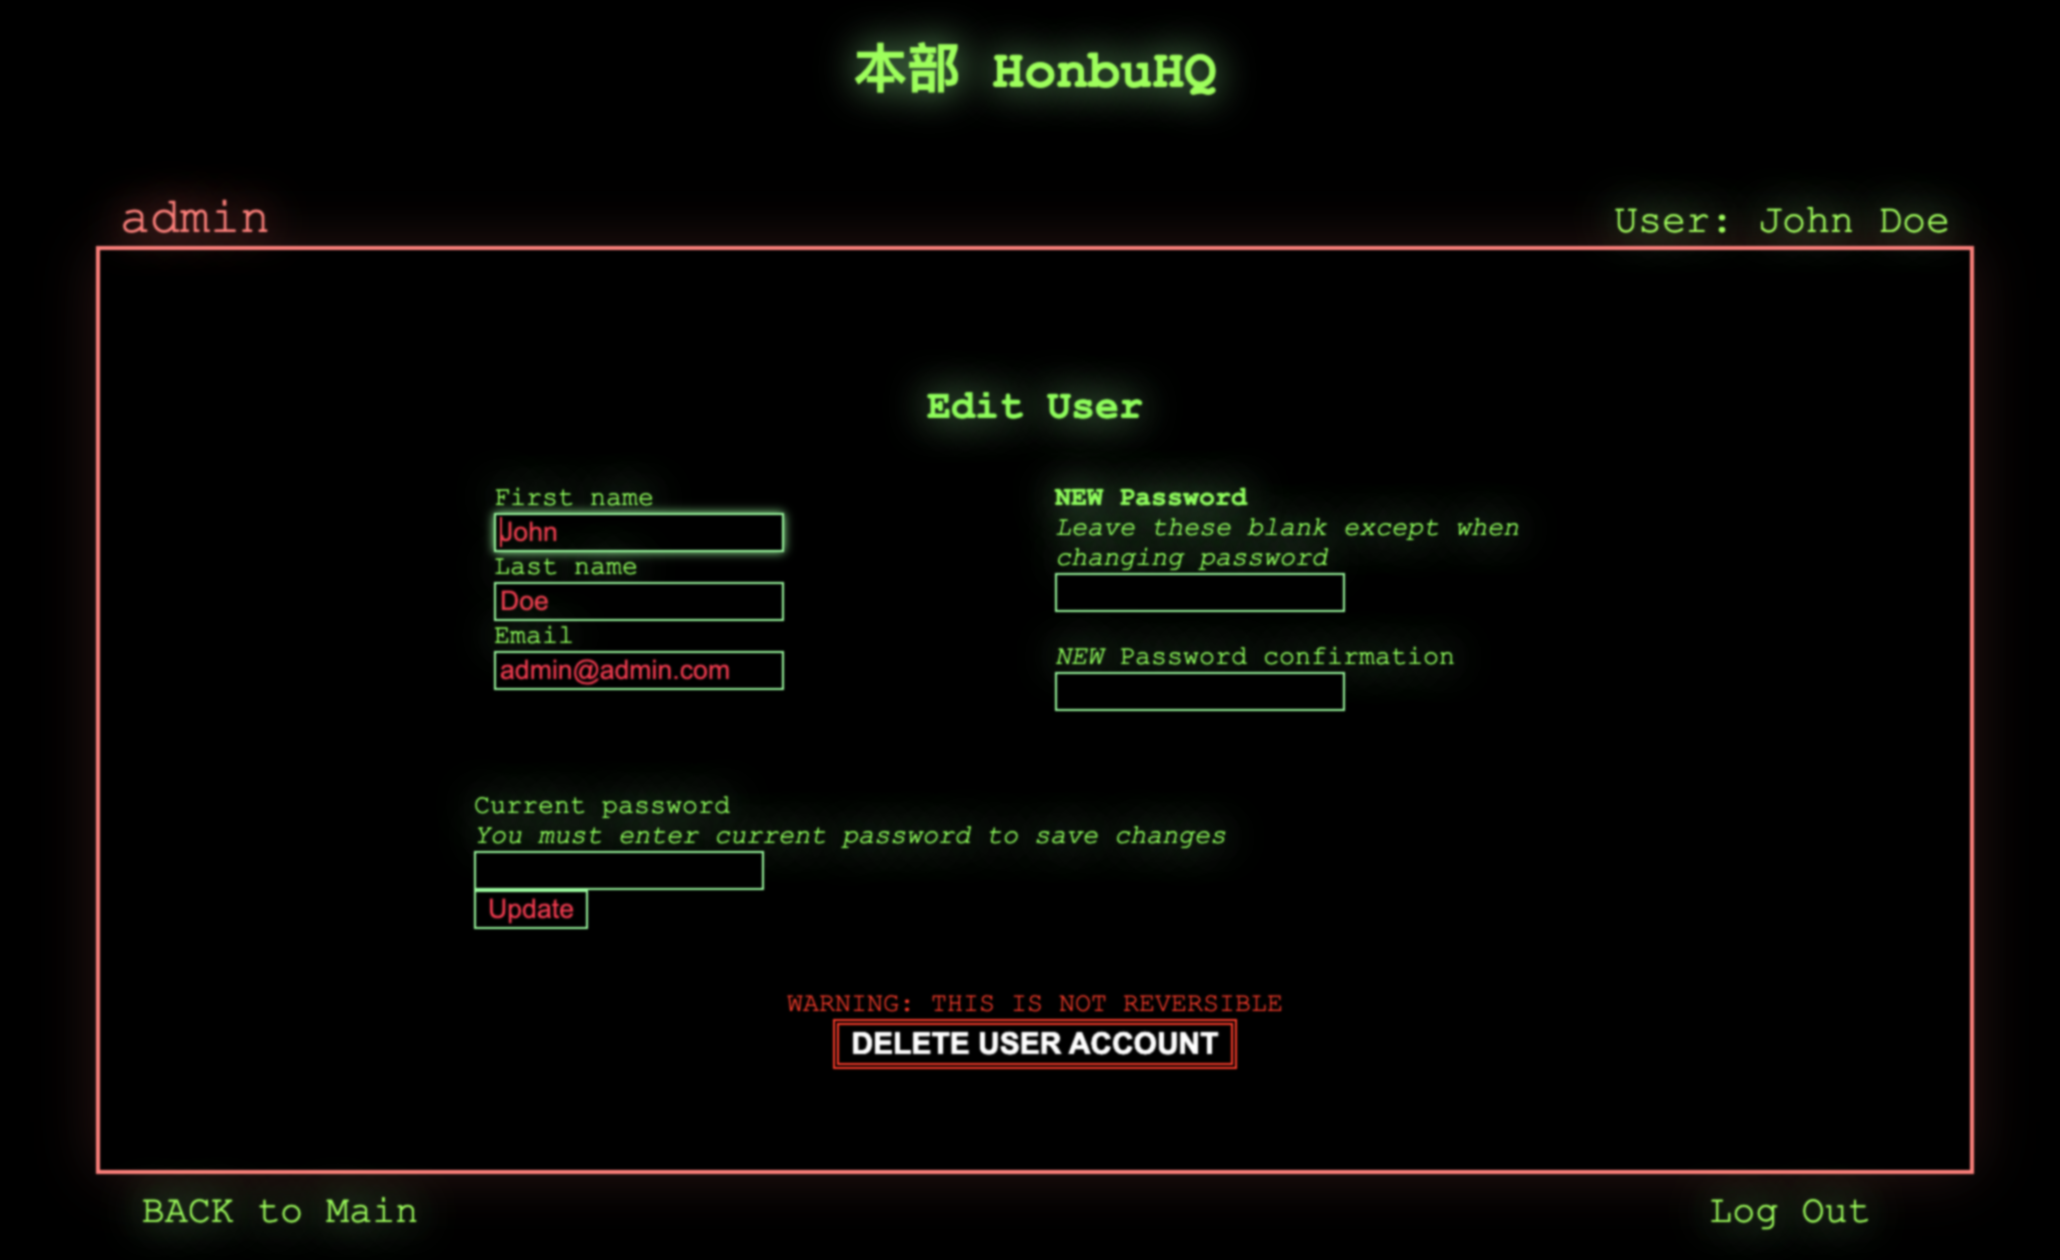 本部 HonbuHQ
admin
User: John Doe
Edit User
First name
John
Last name
Doe
Email
admin@admin.com
NEW Password
Leave these blank except when
changing password
NEW Password confirmation
Current password
You must enter current password to save changes
Update
WARNING: THIS IS NOT REVERSIBLE
DELETE USER ACCOUNT
BACK to Main
Log Out